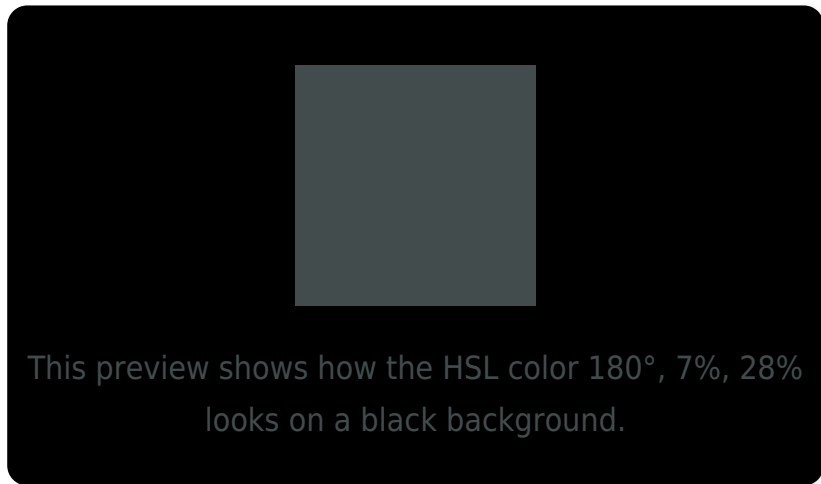 This preview shows how the HSL color 180°, 7%, 28%
looks on a black background.